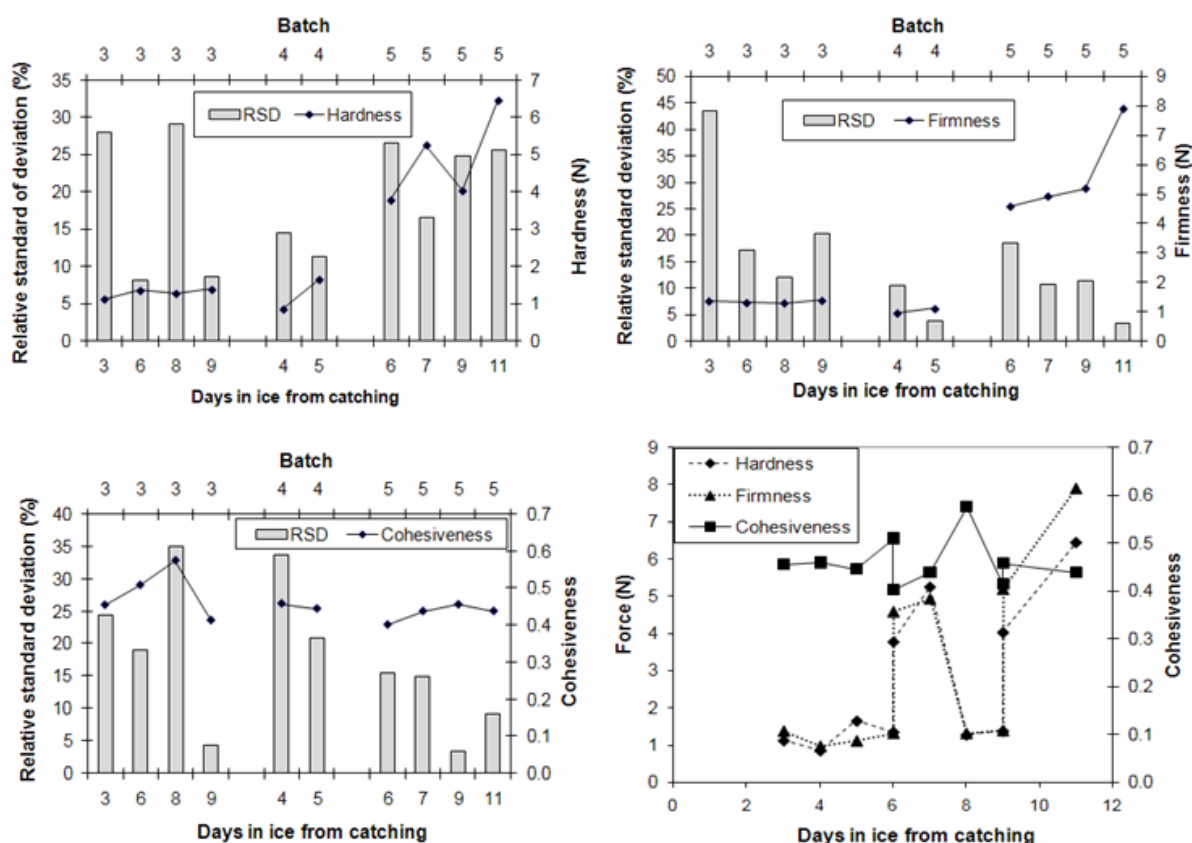 Batch
3 3 3 3 4 4 5 5 5 5
Relative standard of deviation (%)
35
30
25
20
15
10
5
0
RSD Hardness
7
6
5
4
3
2
1
0
Hardness (N)
3 6 8 9 4 5 6 7 9 11
Days in ice from catching
Batch
3 3 3 3 4 4 5 5 5 5
Relative standard deviation (%)
50
45
40
35
30
25
20
15
10
5
0
RSD Firmness
9
8
7
6
5
4
3
2
1
0
Firmness (N)
3 6 8 9 4 5 6 7 9 11
Days in ice from catching
Batch
3 3 3 3 4 4 5 5 5 5
Relative standard deviation (%)
40
35
30
25
20
15
10
5
0
RSD Cohesiveness
0.7
0.6
0.5
0.4
0.3
0.2
0.1
0.0
Cohesiveness
3 6 8 9 4 5 6 7 9 11
Days in ice from catching
Force (N)
9
8
7
6
5
4
3
2
1
0
Hardness
Firmness
Cohesiveness
0.7
0.6
0.5
0.4
0.3
0.2
0.1
0.0
Cohesiveness
0 2 4 6 8 10 12
Days in ice from catching